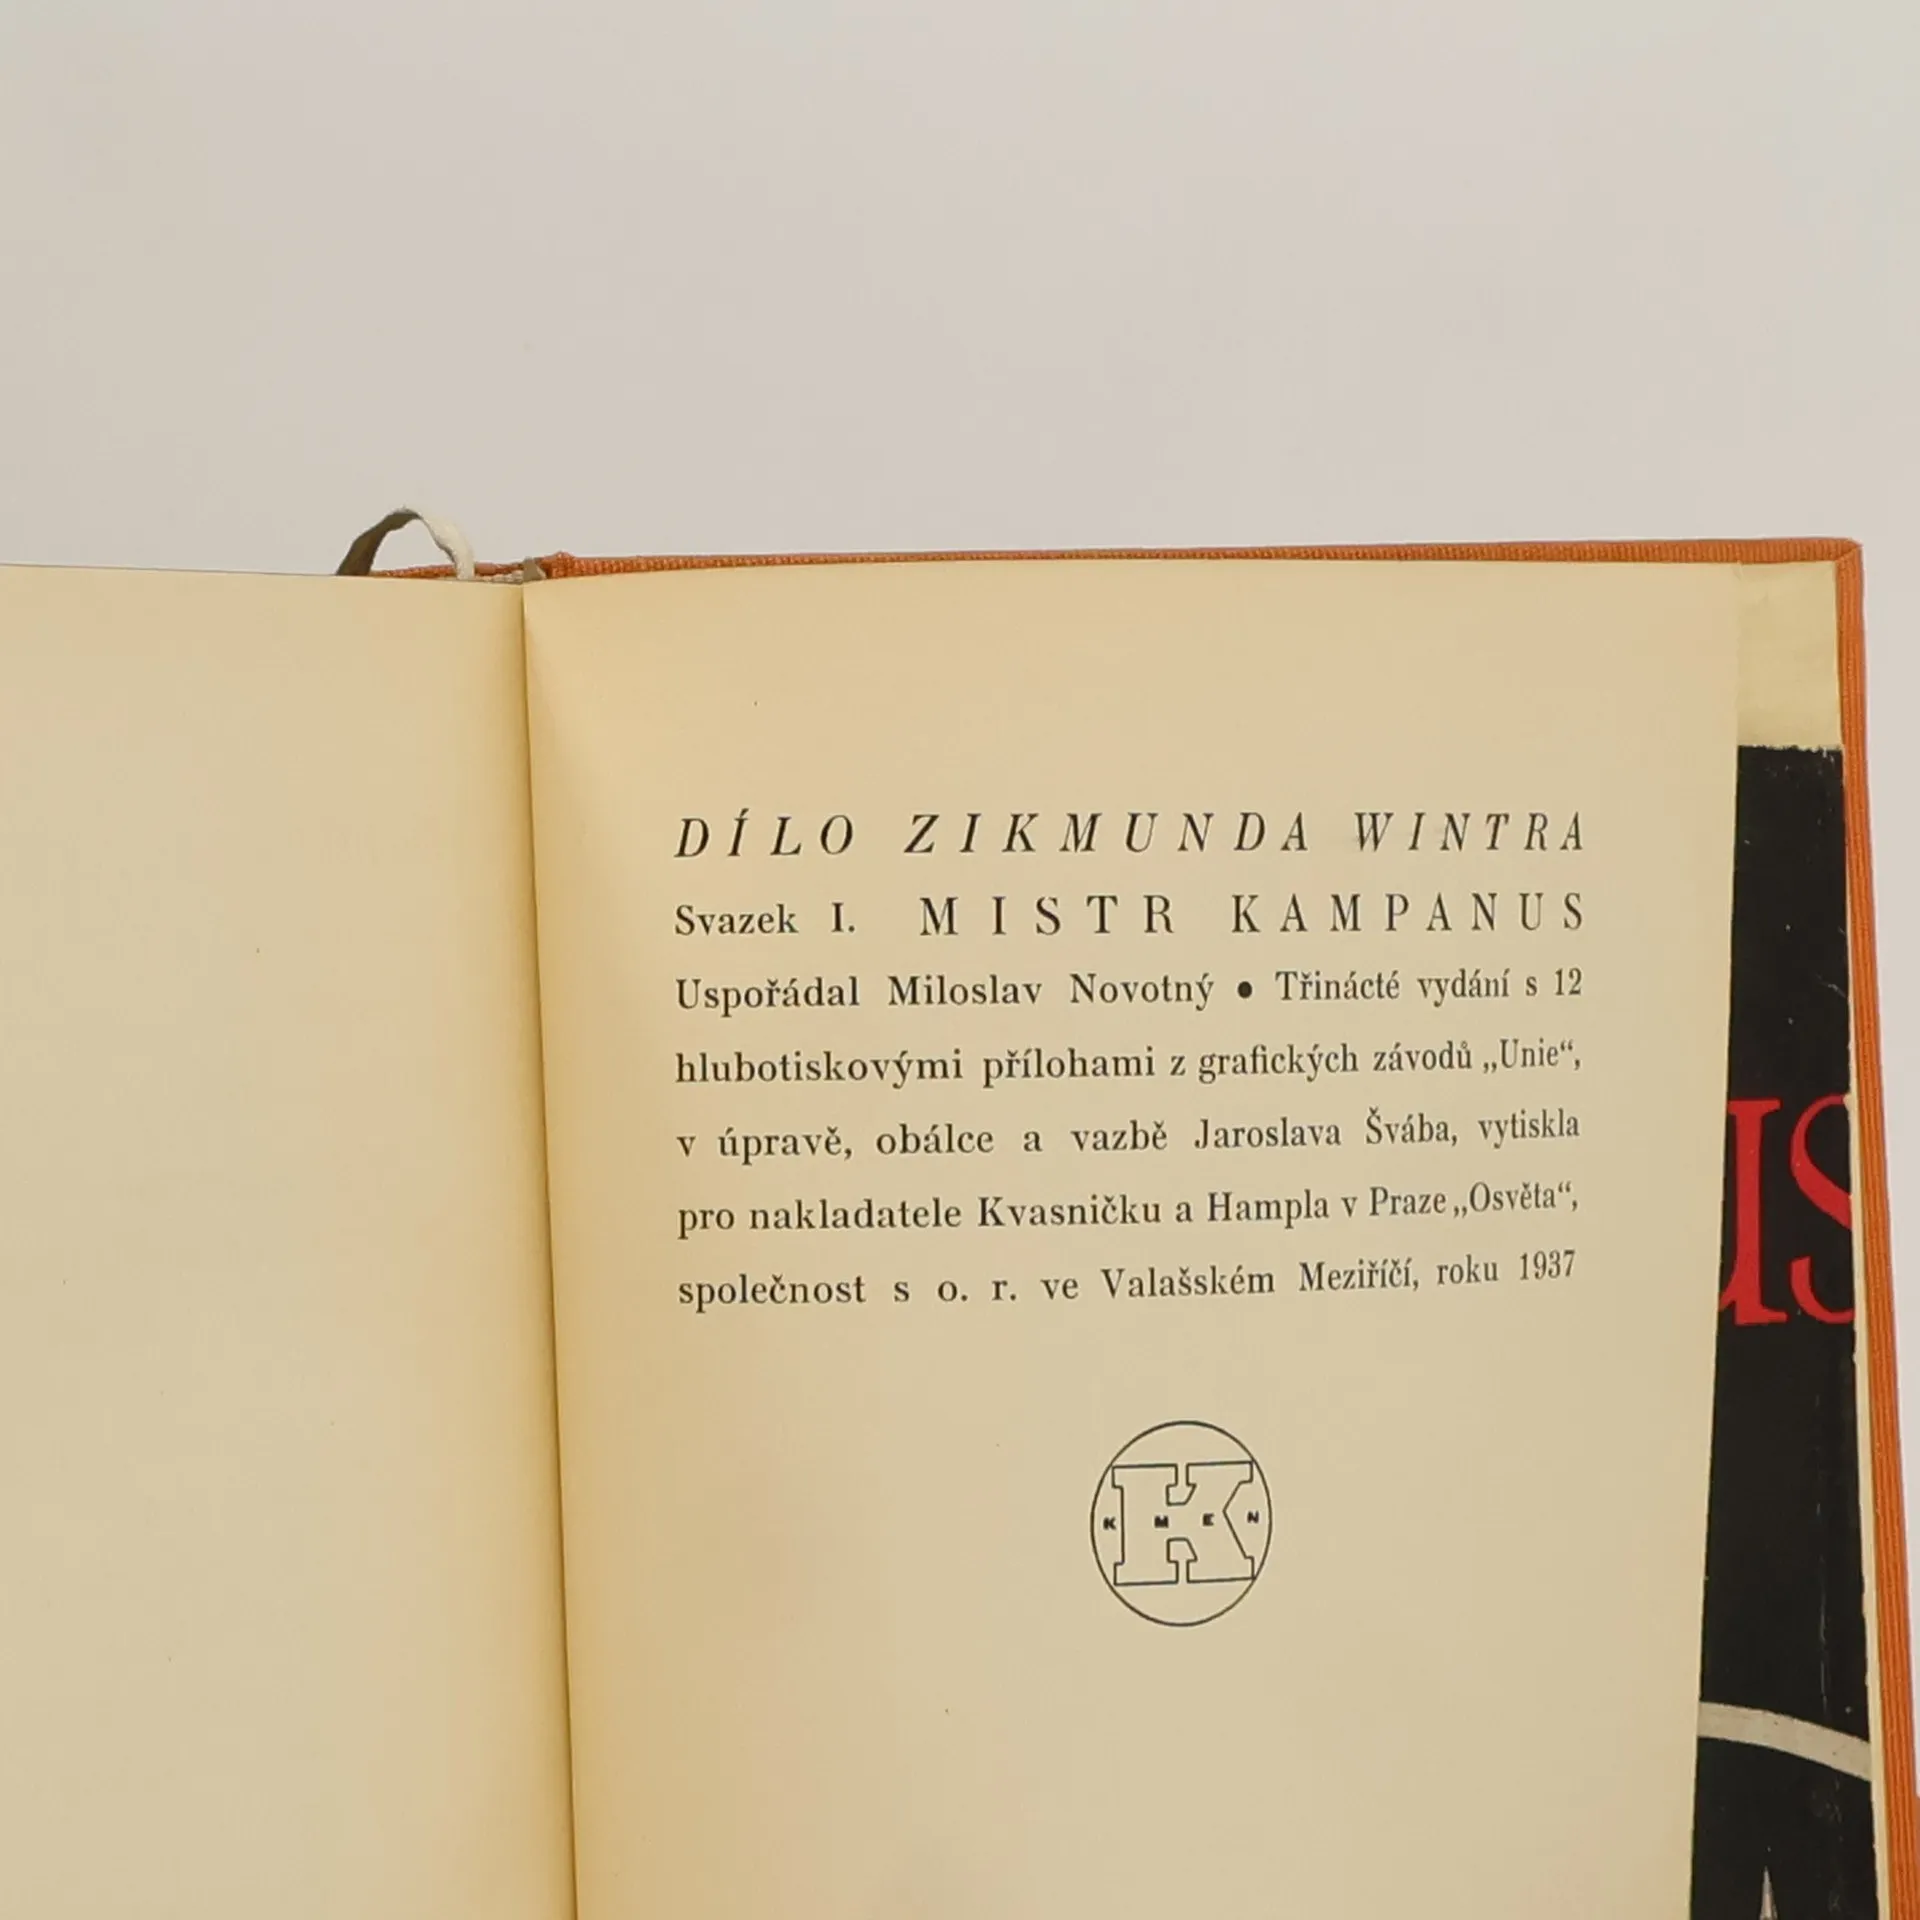 DÍLO ZIKMUNDA WINTRA
Svazek I. MISTR KAMPANUS
Uspořádal Miloslav Novotný • Třinácté vydání s 12
hlubotiskovými přílohami z grafických závodů „Unie“,
v úpravě, obálce a vazbě Jaroslava Švába, vytiskla
pro nakladatele Kvasničku a Hampla v Praze „Osvěta“,
společnost s o. r. ve Valašském Meziříčí, roku 1937
K
K M E N
US